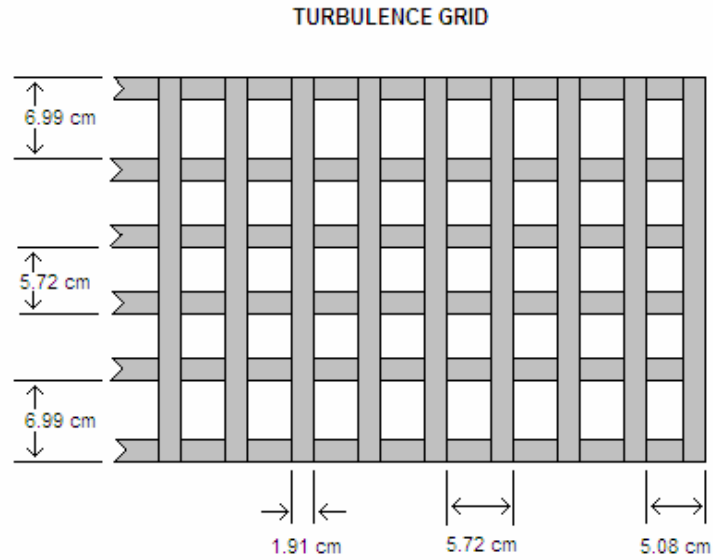 TURBULENCE GRID
6.99 cm
5.72 cm
6.99 cm
1.91 cm
5.72 cm
5.08 cm